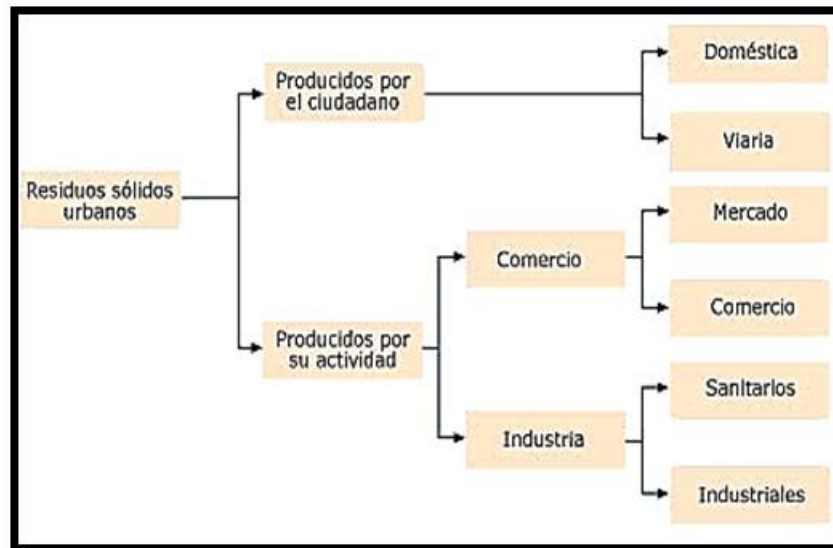 Residuos sólidos
urbanos
Producidos por
el ciudadano
Doméstica
Viaria
Producidos por
su actividad
Comercio
Mercado
Comercio
Industria
Sanitarios
Industriales